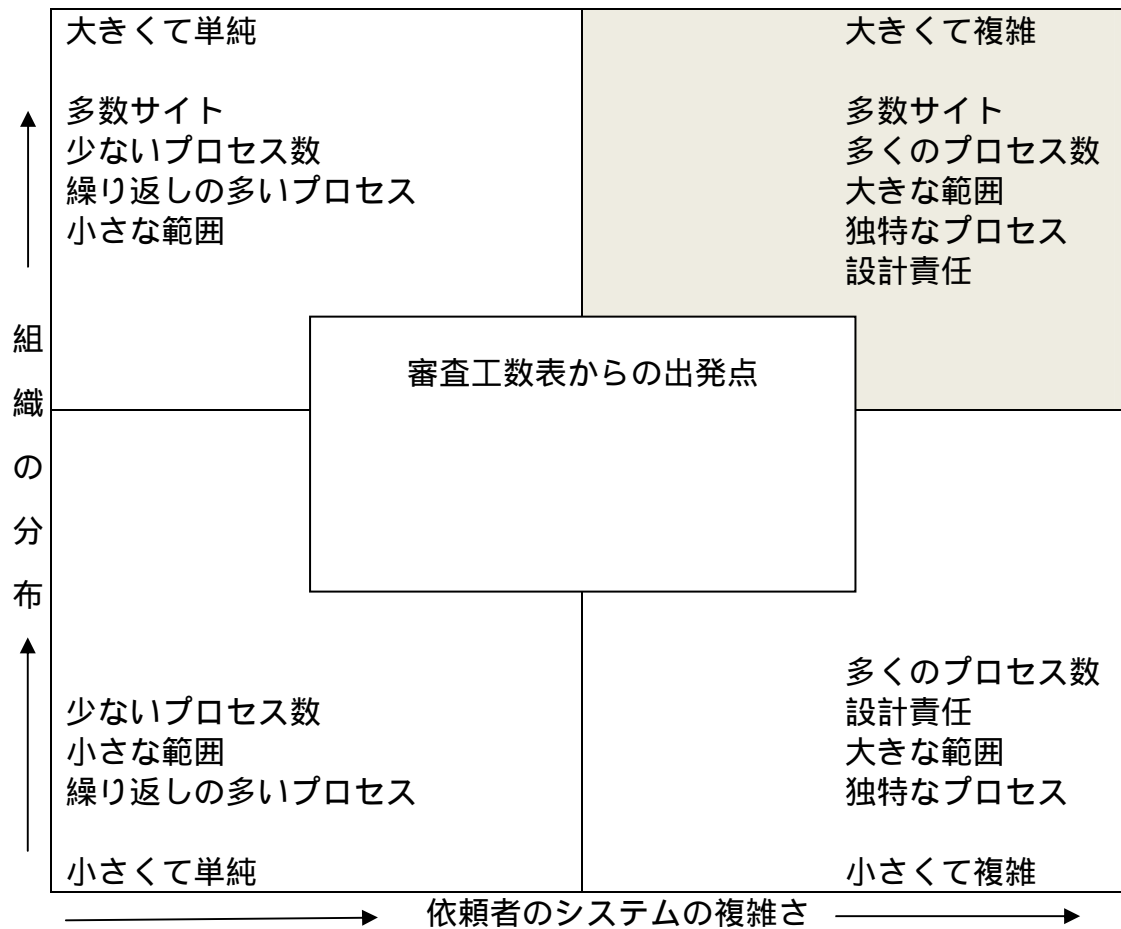 大きくて単純
多数サイト
少ないプロセス数
繰り返しの多いプロセス
小さな範囲
大きくて複雑
多数サイト
多くのプロセス数
大きな範囲
独特なプロセス
設計責任
組織の分布
審査工数表からの出発点
少ないプロセス数
小さな範囲
繰り返しの多いプロセス
小さくて単純
多くのプロセス数
設計責任
大きな範囲
独特なプロセス
小さくて複雑
依頼者のシステムの複雑さ